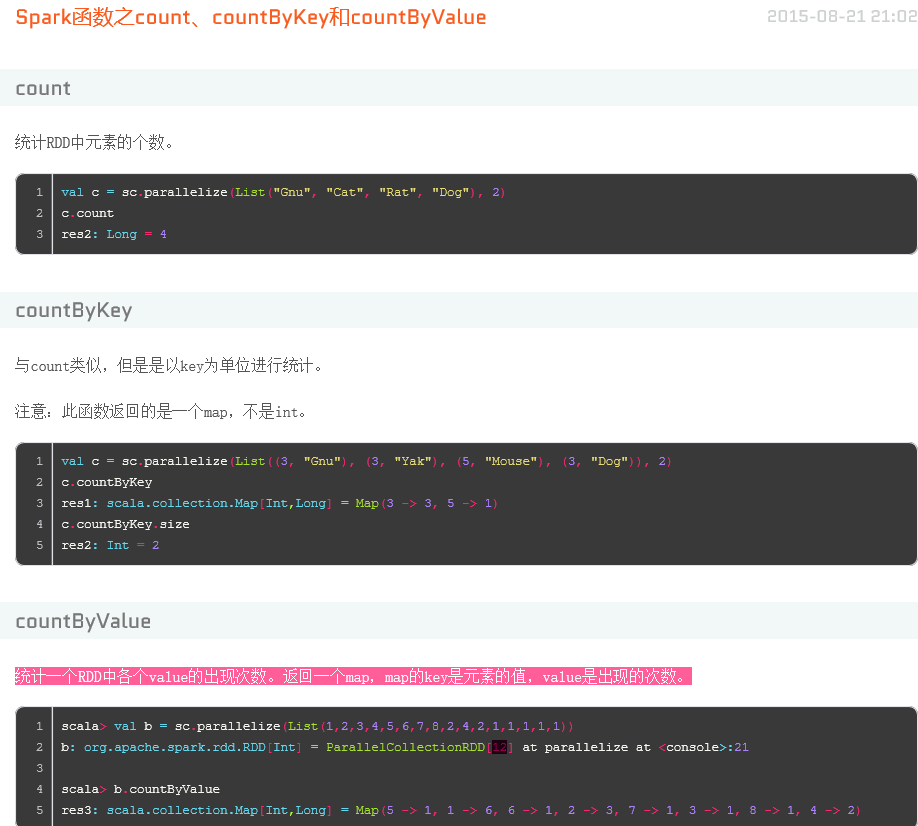 Spark函数之count、countByKey和countByValue 2015-08-21 21:02
count
统计RDD中元素的个数。
1 val c = sc.parallelize(List("Gnu", "Cat", "Rat", "Dog"), 2)
2 c.count
3 res2: Long = 4
countByKey
与count类似，但是是以key为单位进行统计。
注意：此函数返回的是一个map，不是int。
1 val c = sc.parallelize(List((3, "Gnu"), (3, "Yak"), (5, "Mouse"), (3, "Dog")), 2)
2 c.countByKey
3 res1: scala.collection.Map[Int,Long] = Map(3 -> 3, 5 -> 1)
4 c.countByKey.size
5 res2: Int = 2
countByValue
统计一个RDD中各个value的出现次数。返回一个map，map的key是元素的值，value是出现的次数。
1 scala> val b = sc.parallelize(List(1,2,3,4,5,6,7,8,2,4,2,1,1,1,1,1))
2 b: org.apache.spark.rdd.RDD[Int] = ParallelCollectionRDD[12] at parallelize at <console>:21
3
4 scala> b.countByValue
5 res3: scala.collection.Map[Int,Long] = Map(5 -> 1, 1 -> 6, 6 -> 1, 2 -> 3, 7 -> 1, 3 -> 1, 8 -> 1, 4 -> 2)